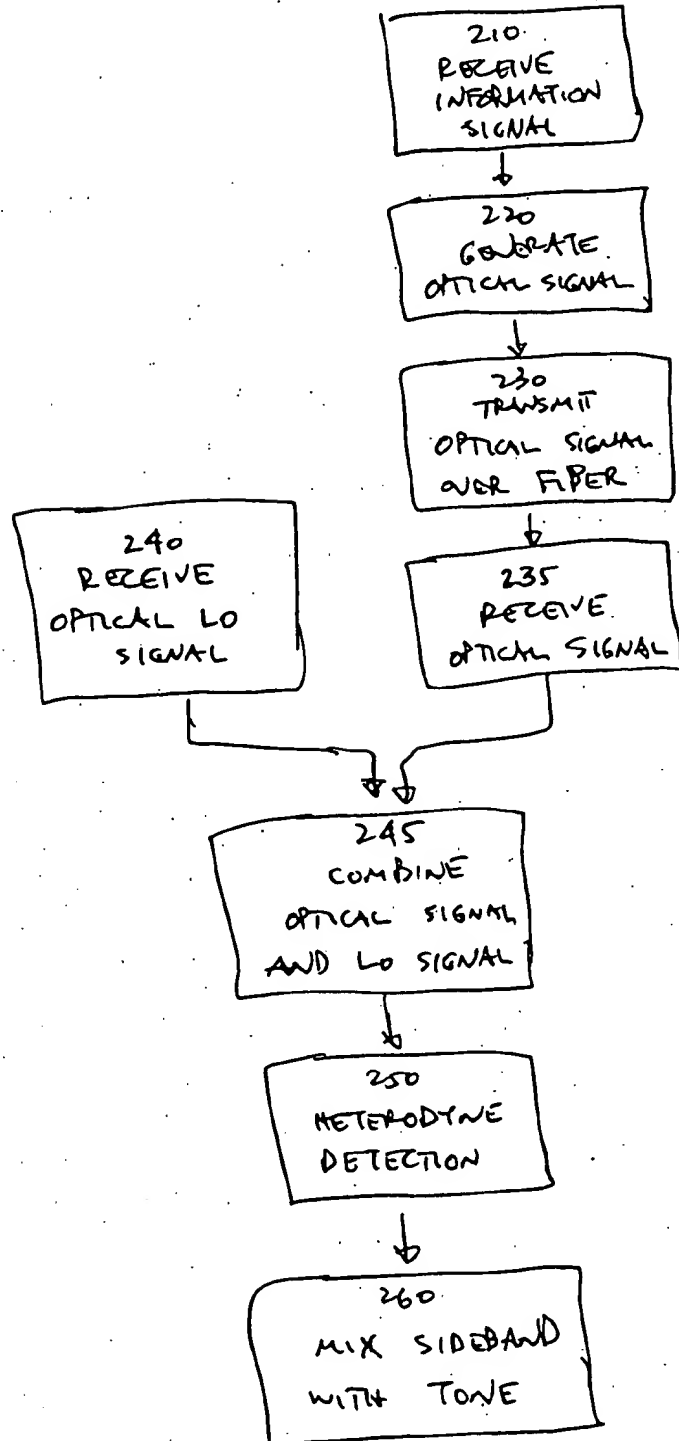 210
RECEIVE
INFORMATION
SIGNAL
220
GENERATE
OPTICAL SIGNAL
230
TRANSMIT
OPTICAL SIGNAL
OVER FIBER
240
RECEIVE
OPTICAL LO
SIGNAL
235
RECEIVE
OPTICAL SIGNAL
245
COMBINE
OPTICAL SIGNAL
AND LO SIGNAL
250
HETERODYNE
DETECTION
260
MIX SIDEBAND
WITH TONE